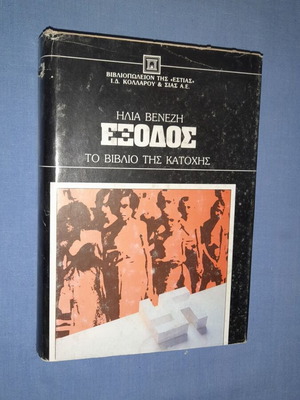 ΒΙΒΛΙΟΠΩΛΕΙΟΝ ΤΗΣ «ΕΣΤΙΑΣ»
Ι.Δ. ΚΟΛΛΑΡΟΥ & ΣΙΑΣ Α.Ε.
ΗΛΙΑ ΒΕΝΕΖΗ
ΕΞΟΔΟΣ
ΤΟ ΒΙΒΛΙΟ ΤΗΣ ΚΑΤΟΧΗΣ